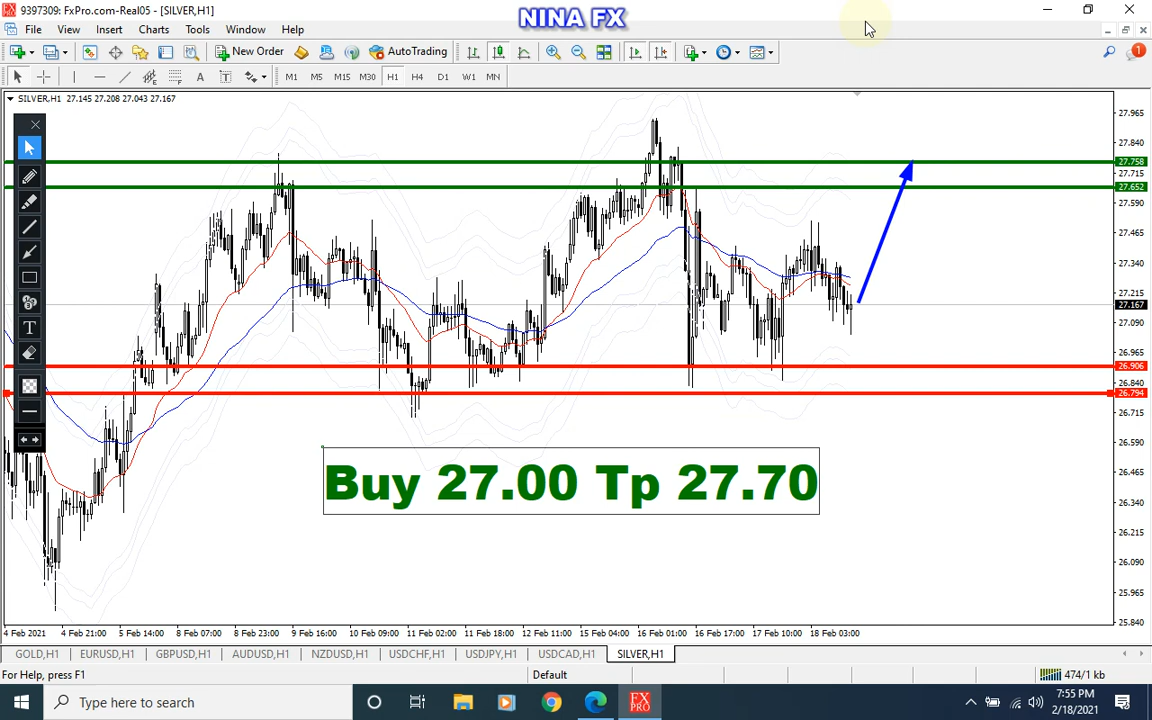 9397309: FxPro.com-Real05 - [SILVER,H1]
NINA FX
File View Insert Charts Tools Window Help
New Order AutoTrading 1
A T M1 M5 M15 M30 H1 H4 D1 W1 MN
SILVER,H1 27.145 27.208 27.043 27.167
27.965
27.840
27.758
27.715
27.652
27.590
27.465
27.340
27.215
27.167
27.090
26.965
26.906
26.840
26.794
26.715
26.590
26.465
26.340
26.215
26.090
25.965
25.840
T
Buy 27.00 Tp 27.70
4 Feb 2021 4 Feb 21:00 5 Feb 14:00 8 Feb 07:00 8 Feb 23:00 9 Feb 16:00 10 Feb 09:00 11 Feb 02:00 11 Feb 18:00 12 Feb 11:00 15 Feb 04:00 16 Feb 01:00 16 Feb 17:00 17 Feb 10:00 18 Feb 03:00
GOLD,H1 EURUSD,H1 GBPUSD,H1 AUDUSD,H1 NZDUSD,H1 USDCHF,H1 USDJPY,H1 USDCAD,H1 SILVER,H1
For Help, press F1 Default 474/1 kb
Type here to search FX PRO 7:55 PM
2/18/2021